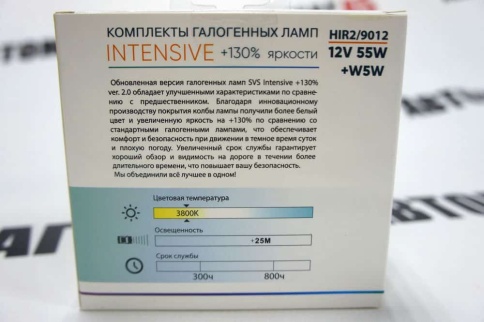 КОМПЛЕКТЫ ГАЛОГЕННЫХ ЛАМП
INTENSIVE +130% яркости
HIR2/9012
12V 55W
+W5W
Обновленная версия галогенных ламп SVS Intensive +130%
ver. 2.0 обладает улучшенными характеристиками по сравне-
нию с предшественником. Благодаря инновационному
производству покрытия колбы лампы получили более белый
цвет и увеличенную яркость на +130% по сравнению со
стандартными галогенными лампами, что обеспечивает
комфорт и безопасность при движении в темное время суток
и плохую погоду. Увеличенный срок службы гарантирует
хороший обзор и видимость на дороге в течении более
длительного времени, что повышает вашу безопасность.
Мы объединили всё лучшее в одном!
Цветовая температура
3800K
Освещенность
+25М
Срок службы
300ч 800ч